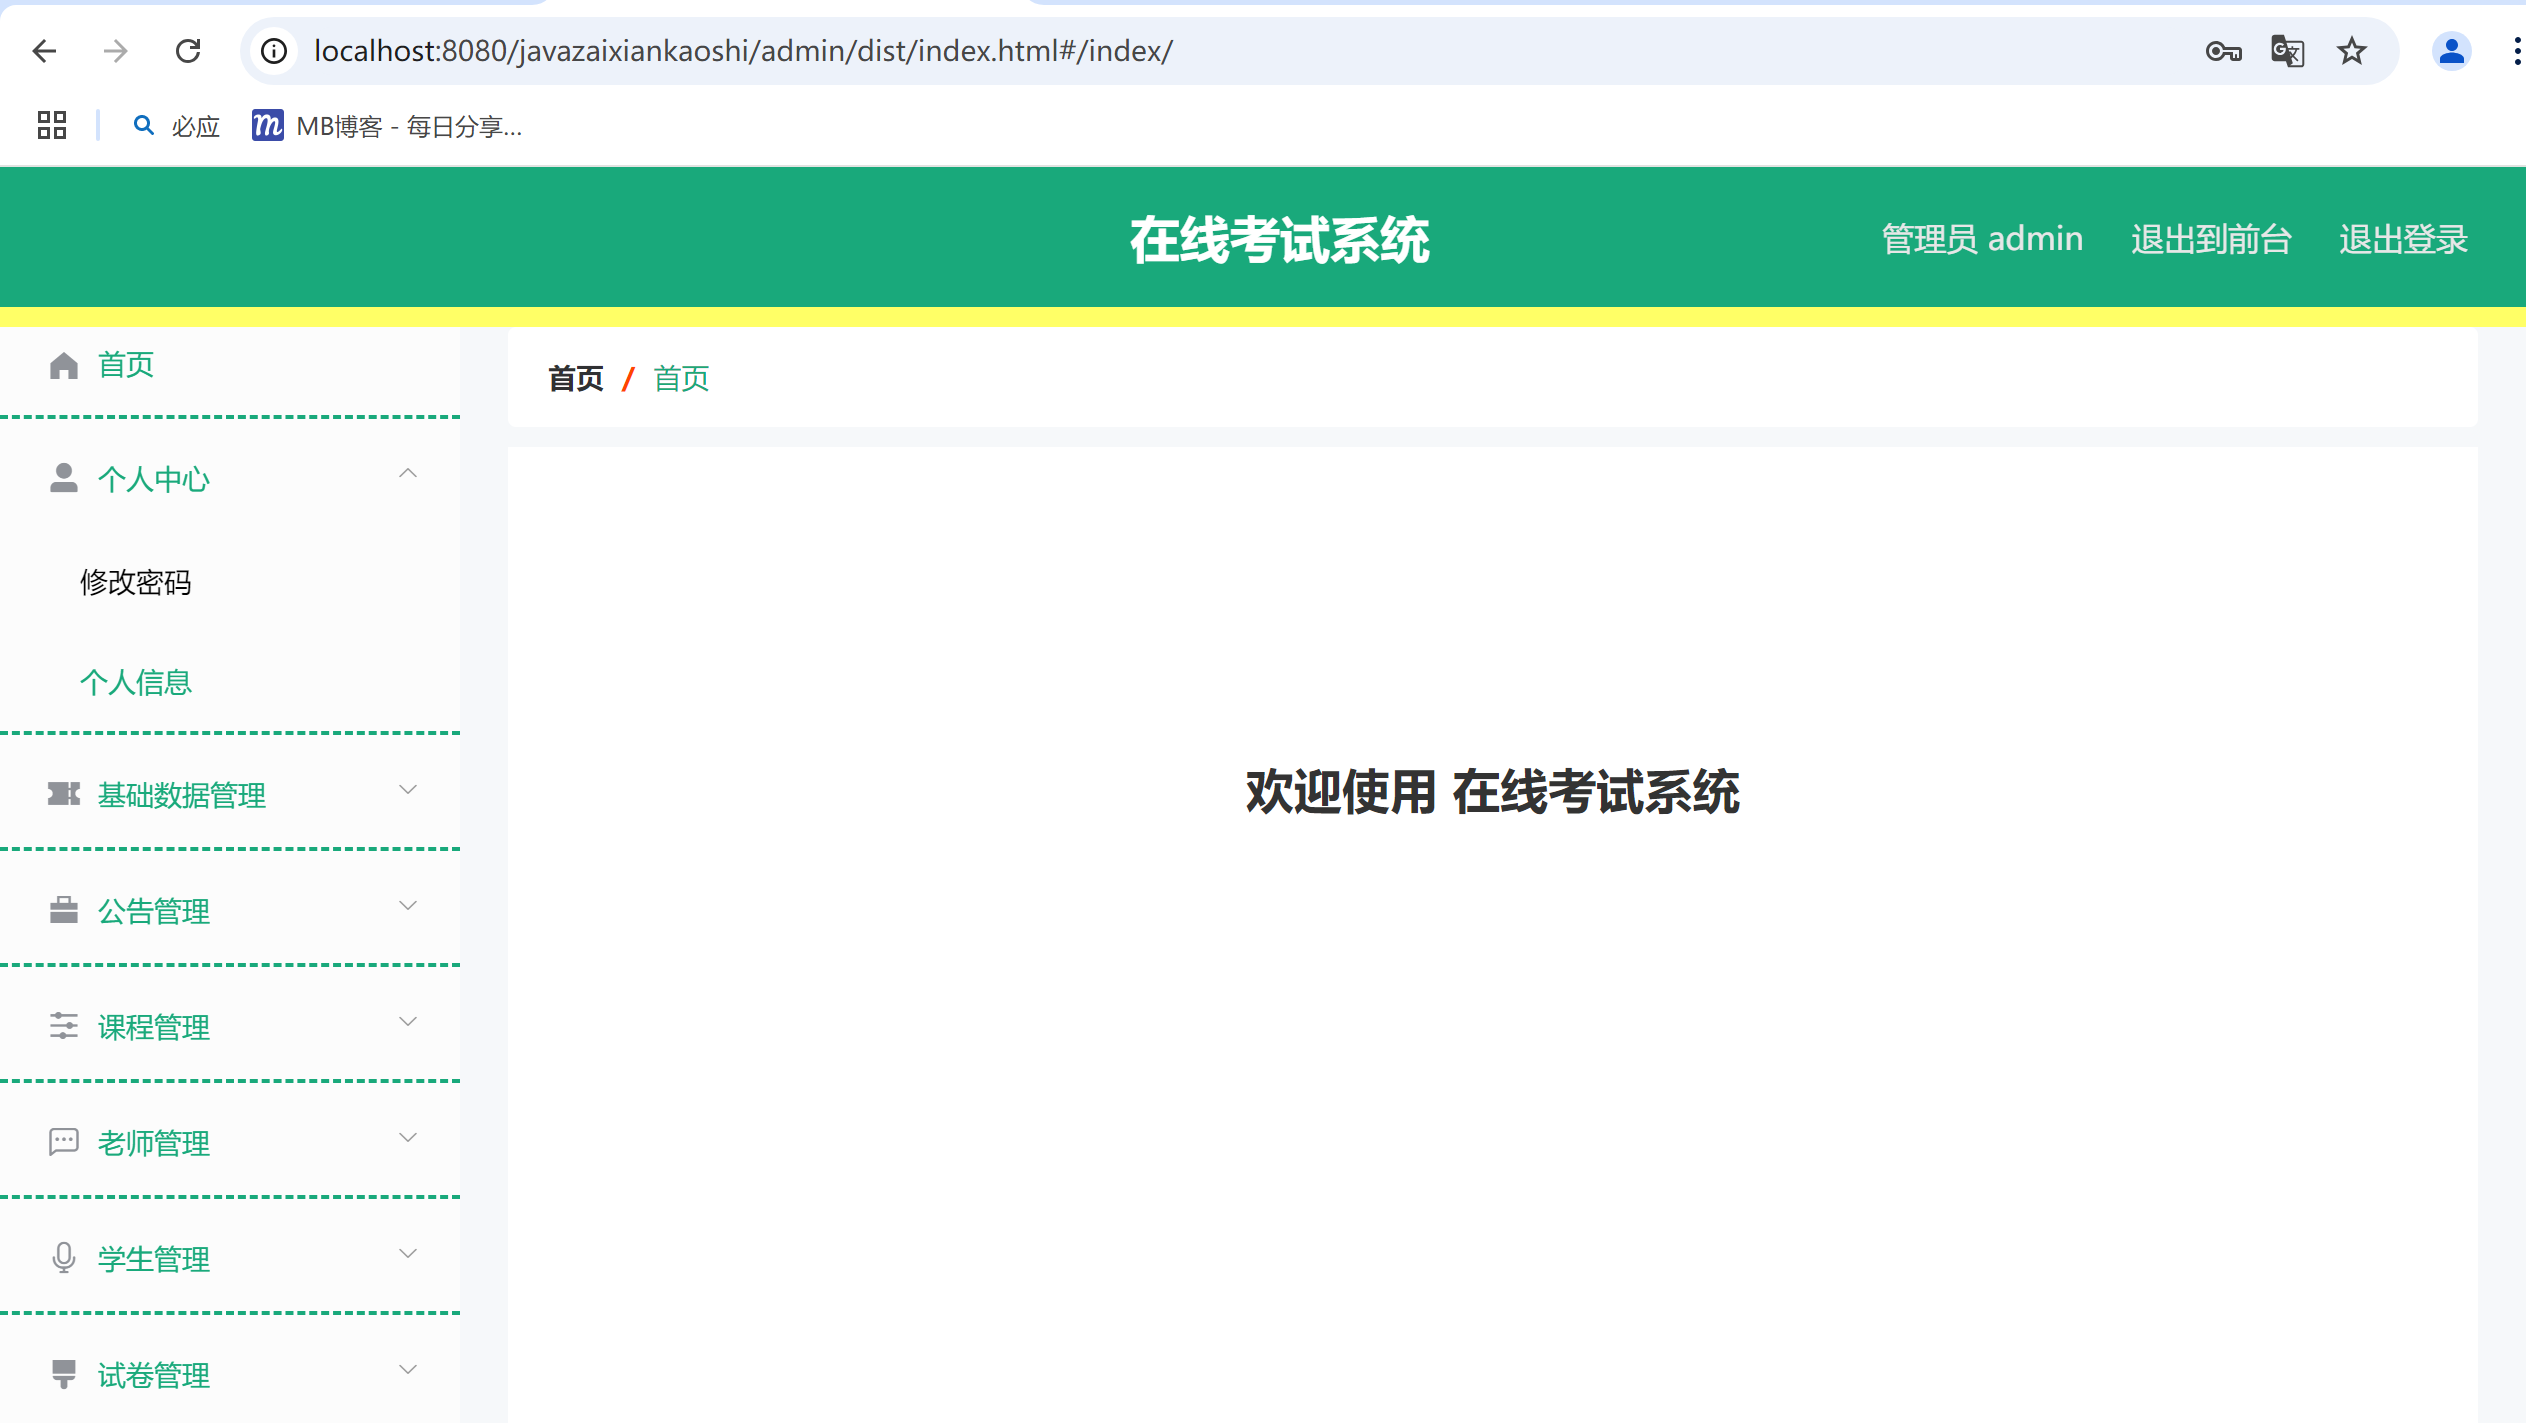 localhost:8080/javazaixiankaoshi/admin/dist/index.html#/index/
必应
m MB博客 - 每日分享...
在线考试系统
管理员 admin 退出到前台 退出登录
首页
首页 / 首页
个人中心
修改密码
个人信息
基础数据管理
欢迎使用 在线考试系统
公告管理
课程管理
老师管理
学生管理
试卷管理